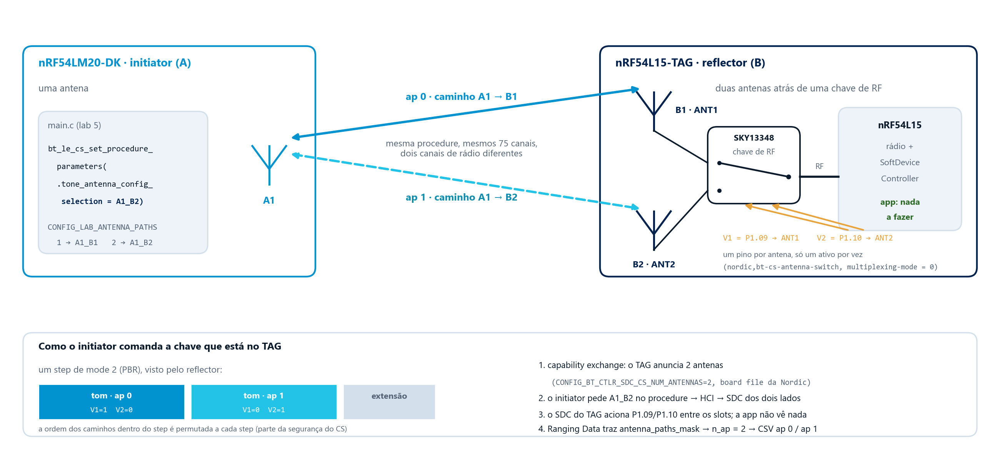 nRF54LM20-DK · initiator (A)
uma antena
main.c (lab 5)
bt_le_cs_set_procedure_
parameters(
.tone_antenna_config_
selection = A1_B2)
CONFIG_LAB_ANTENNA_PATHS
1 → A1_B1   2 → A1_B2
A1
ap 0 · caminho A1 → B1
mesma procedure, mesmos 75 canais,
dois canais de rádio diferentes
ap 1 · caminho A1 → B2
nRF54L15-TAG · reflector (B)
duas antenas atrás de uma chave de RF
B1 · ANT1
SKY13348
chave de RF
RF
nRF54L15
rádio +
SoftDevice
Controller
app: nada
a fazer
V1 = P1.09 → ANT1    V2 = P1.10 → ANT2
um pino por antena, só um ativo por vez
(nordic,bt-cs-antenna-switch, multiplexing-mode = 0)
B2 · ANT2
Como o initiator comanda a chave que está no TAG
um step de mode 2 (PBR), visto pelo reflector:
tom · ap 0
V1=1  V2=0
tom · ap 1
V1=0  V2=1
extensão
a ordem dos caminhos dentro do step é permutada a cada step (parte da segurança do CS)
1. capability exchange: o TAG anuncia 2 antenas
(CONFIG_BT_CTLR_SDC_CS_NUM_ANTENNAS=2, board file da Nordic)
2. o initiator pede A1_B2 no procedure → HCI → SDC dos dois lados
3. o SDC do TAG aciona P1.09/P1.10 entre os slots; a app não vê nada
4. Ranging Data traz antenna_paths_mask → n_ap = 2 → CSV ap 0 / ap 1